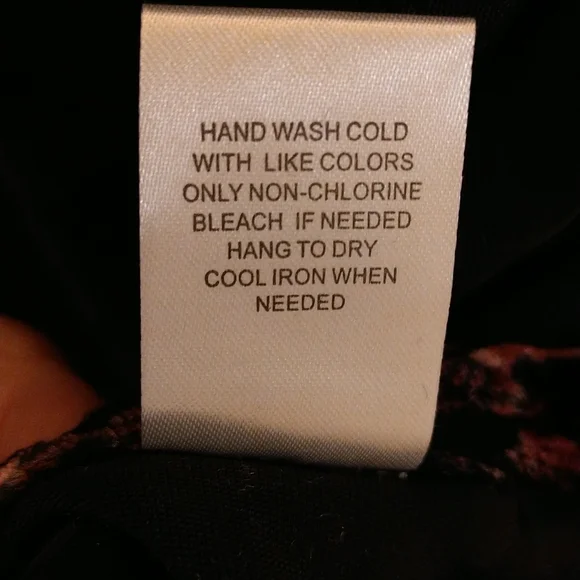 HAND WASH COLD
WITH LIKE COLORS
ONLY NON-CHLORINE
BLEACH IF NEEDED
HANG TO DRY
COOL IRON WHEN
NEEDED